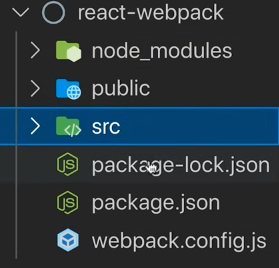 react-webpack
node_modules
public
src
package-lock.json
package.json
webpack.config.js